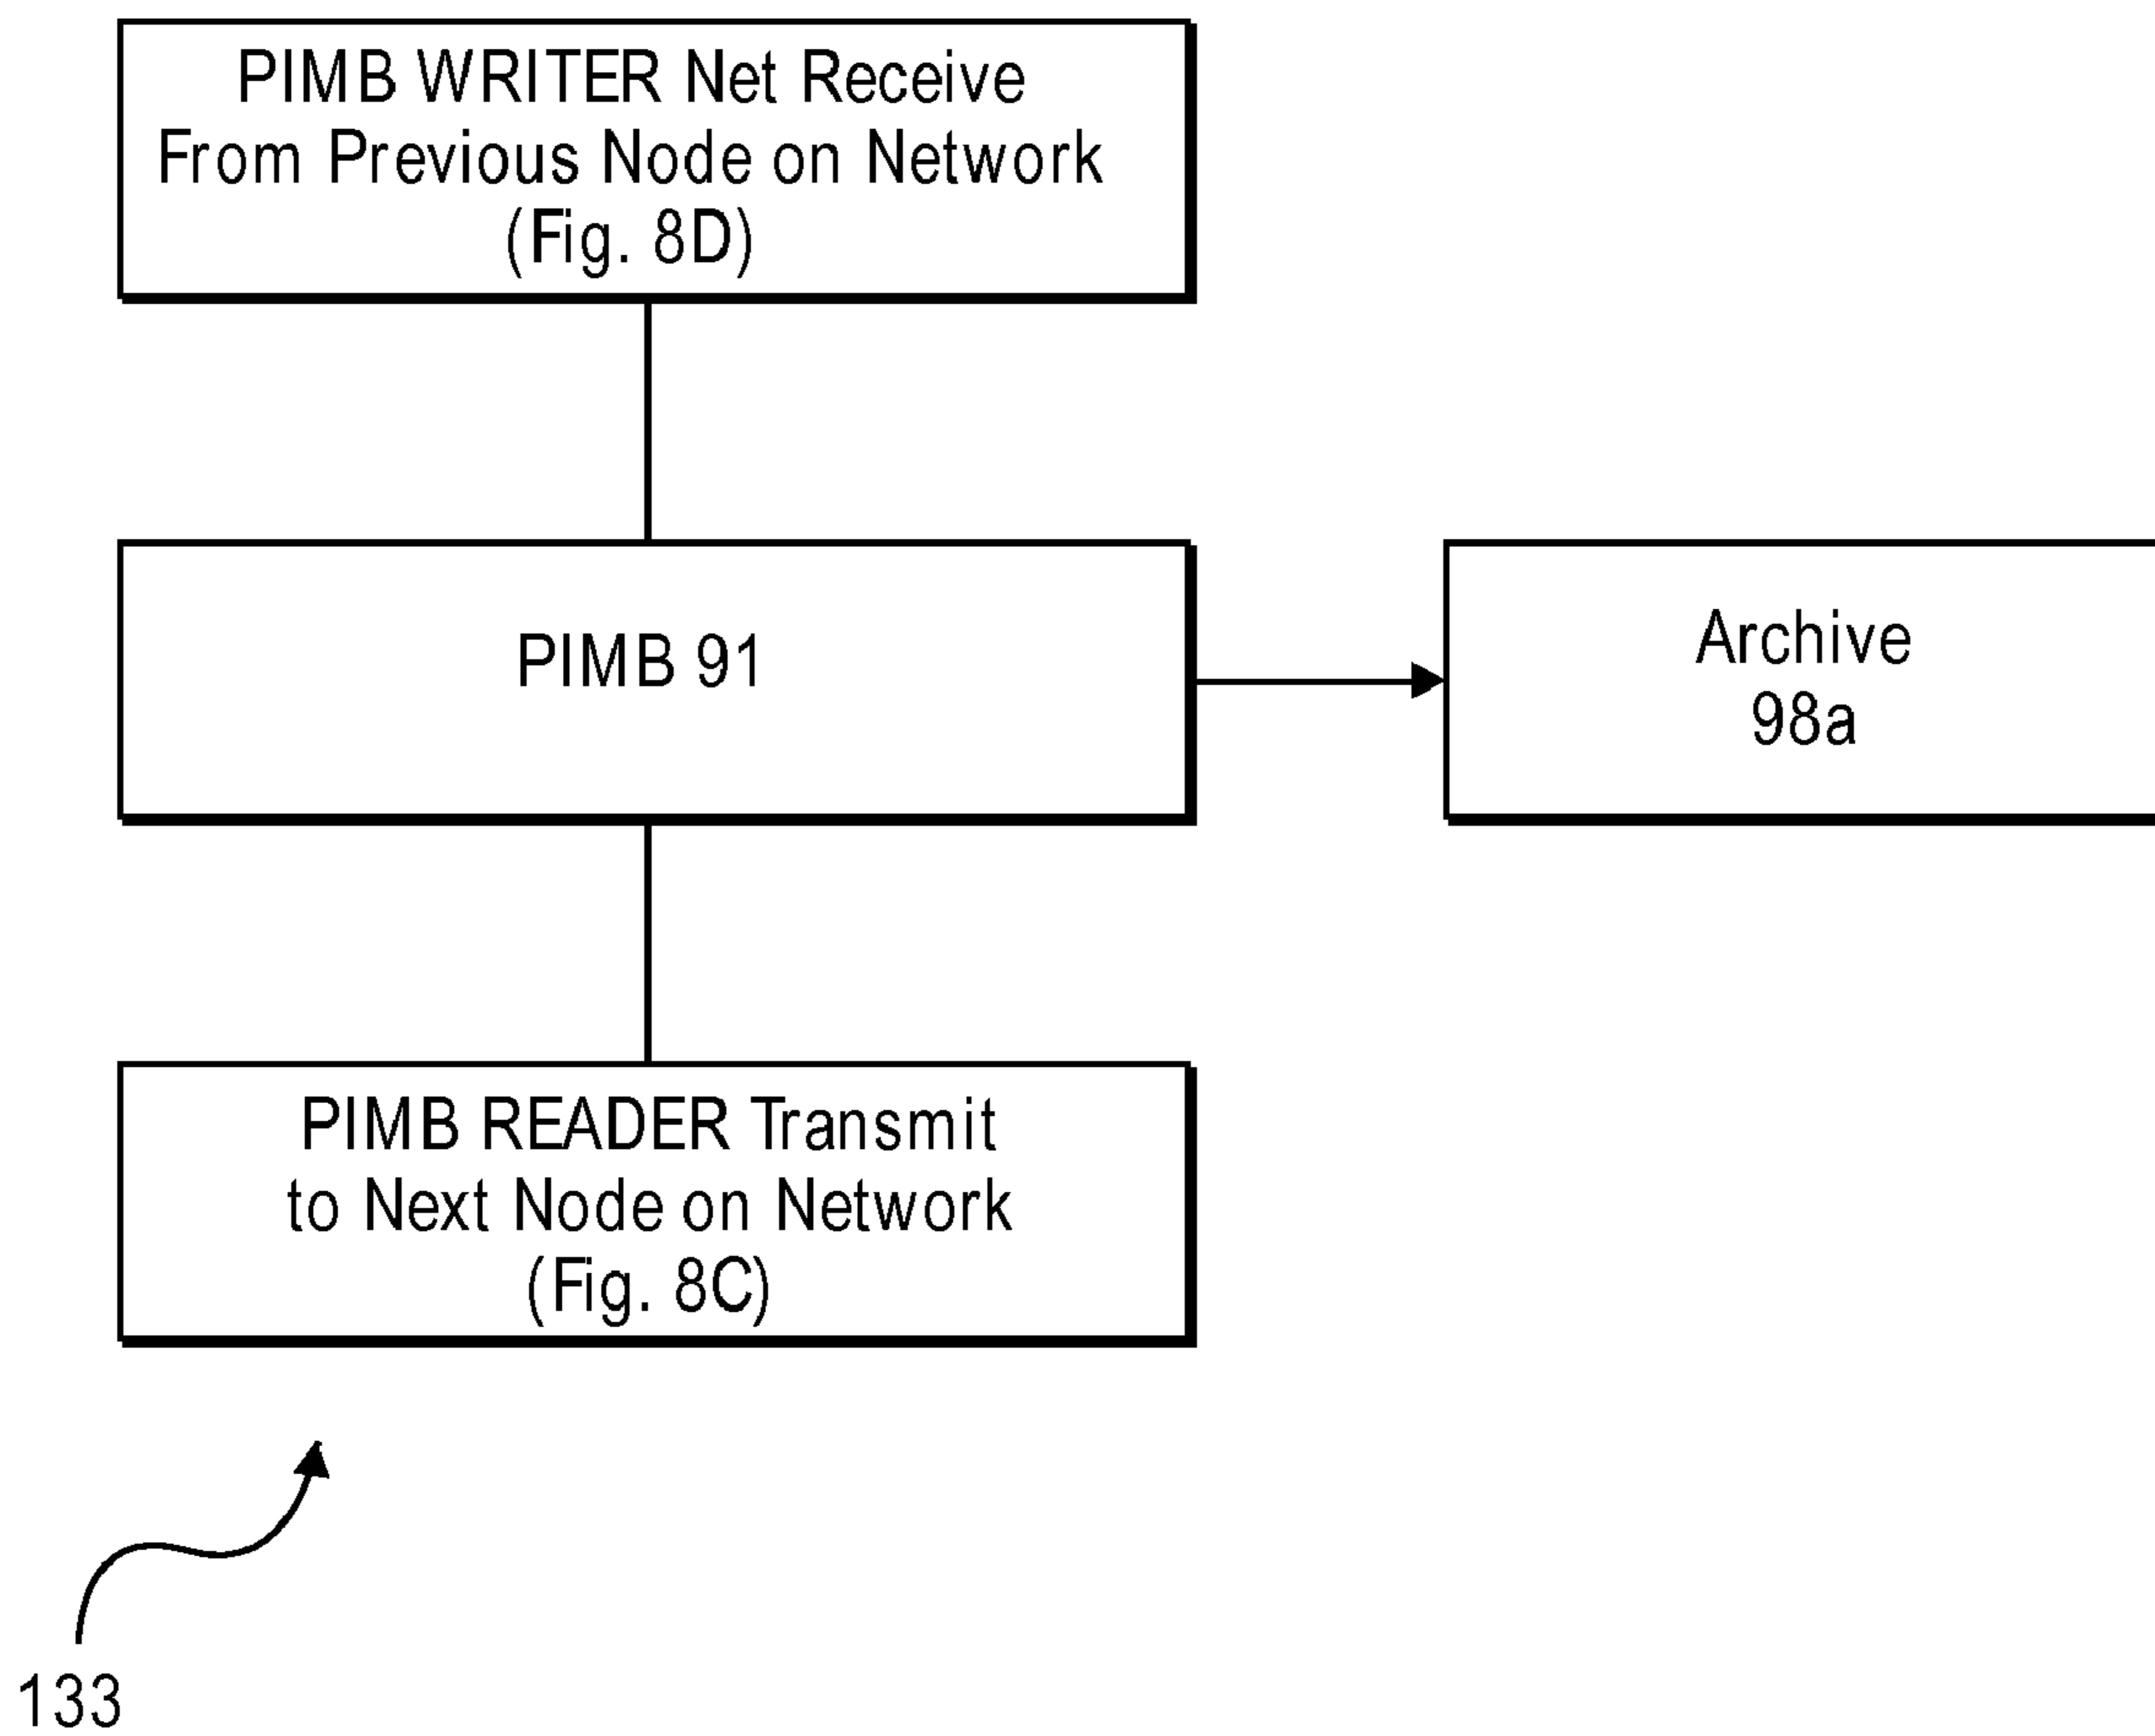 PIMB WRITER Net Receive
From Previous Node on Network
(Fig. 8D)
PIMB 91
Archive
98a
PIMB READER Transmit
to Next Node on Network
(Fig. 8C)
133